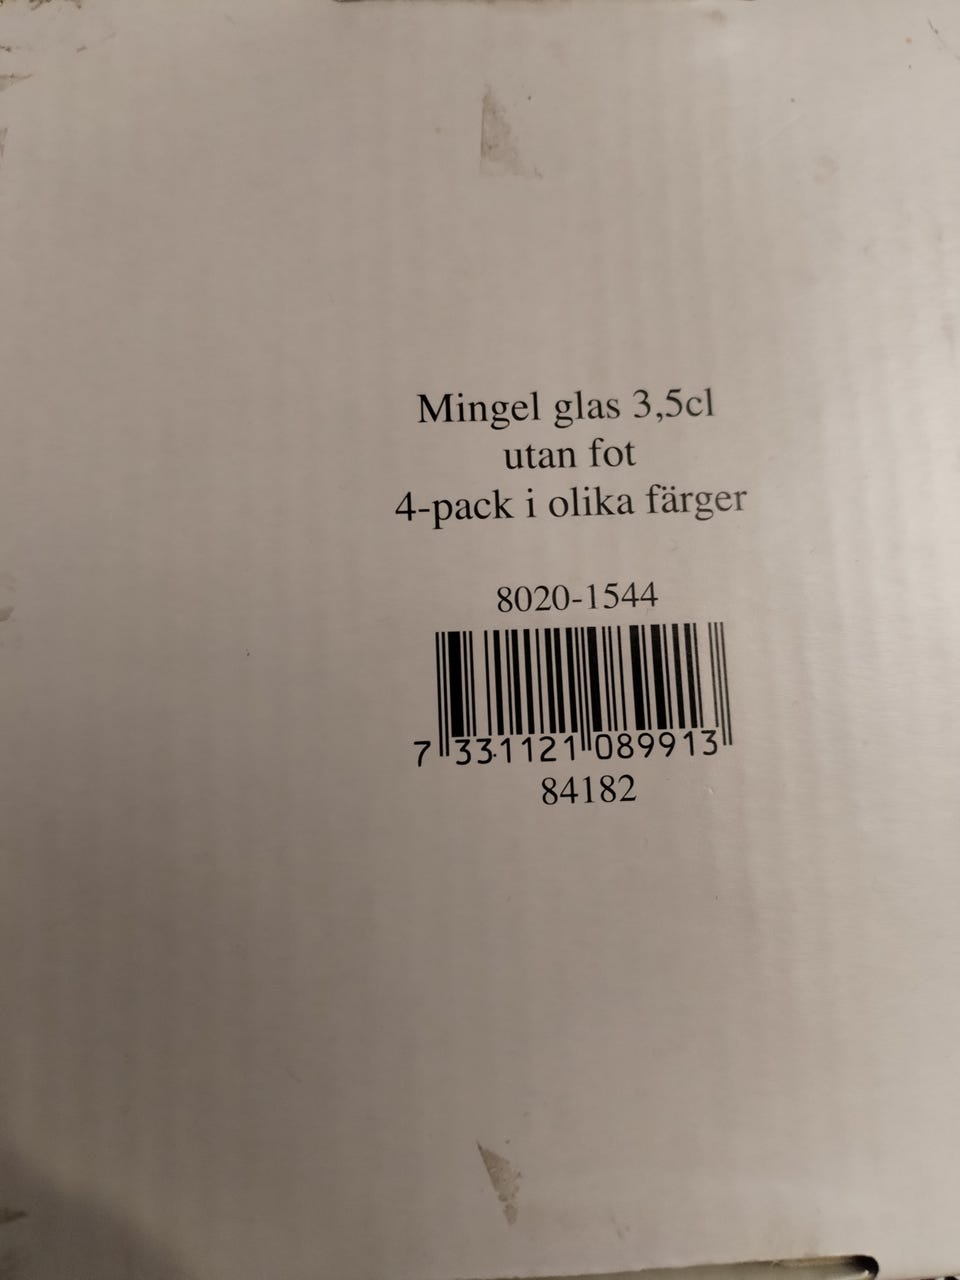 Mingel glas 3,5cl
utan fot
4-pack i olika färger
8020-1544
7 331121 089913
84182